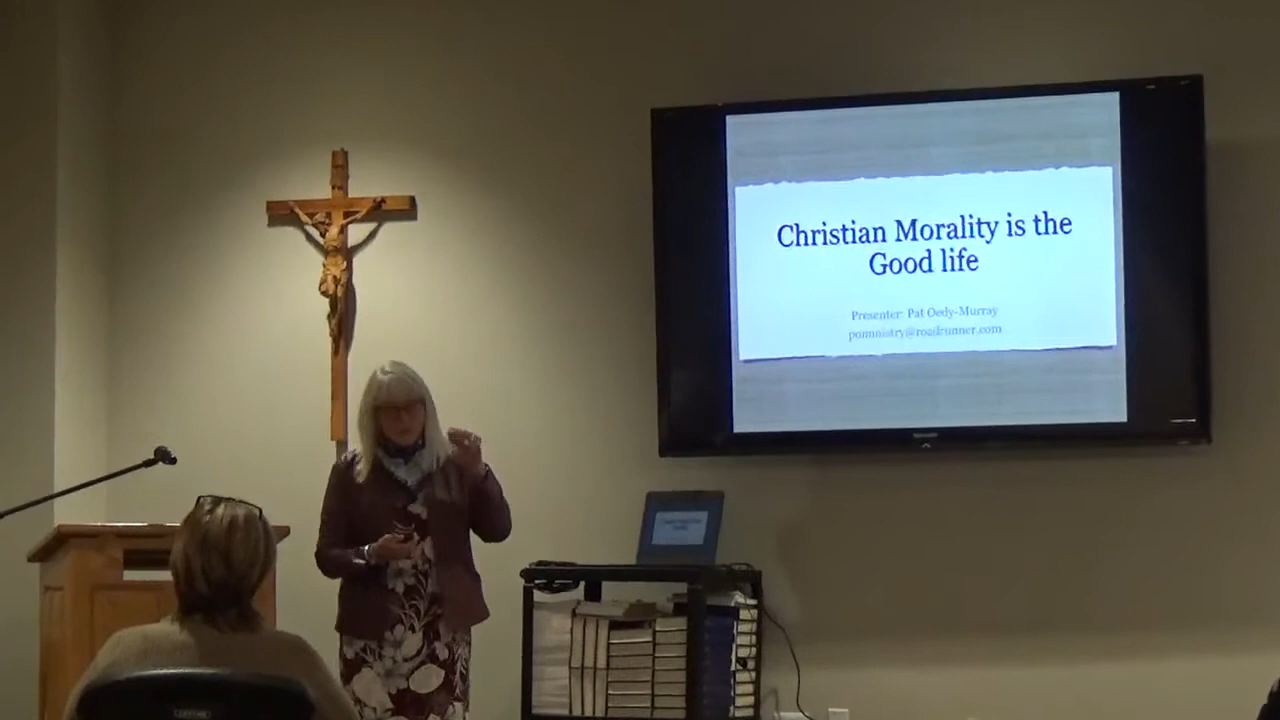 Christian Morality is the
Good life
Presenter: Pat Oedy-Murray
pomnistry@roadrunner.com